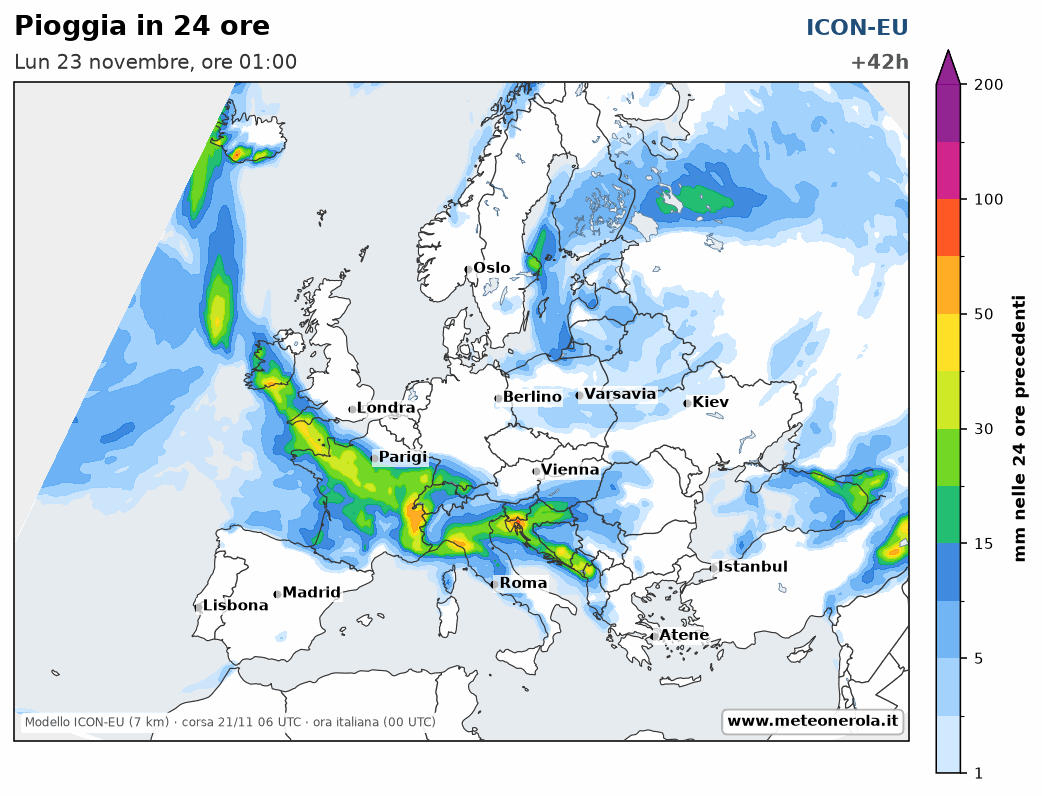 Pioggia in 24 ore
ICON-EU
Lun 23 novembre, ore 01:00
+42h
200
100
50
30
15
5
1
mm nelle 24 ore precedenti
Oslo
Londra
Berlino
Varsavia
Kiev
Parigi
Vienna
Istanbul
Roma
Madrid
Lisbona
Atene
Modello ICON-EU (7 km) · corsa 21/11 06 UTC · ora italiana (00 UTC)
www.meteonerola.it